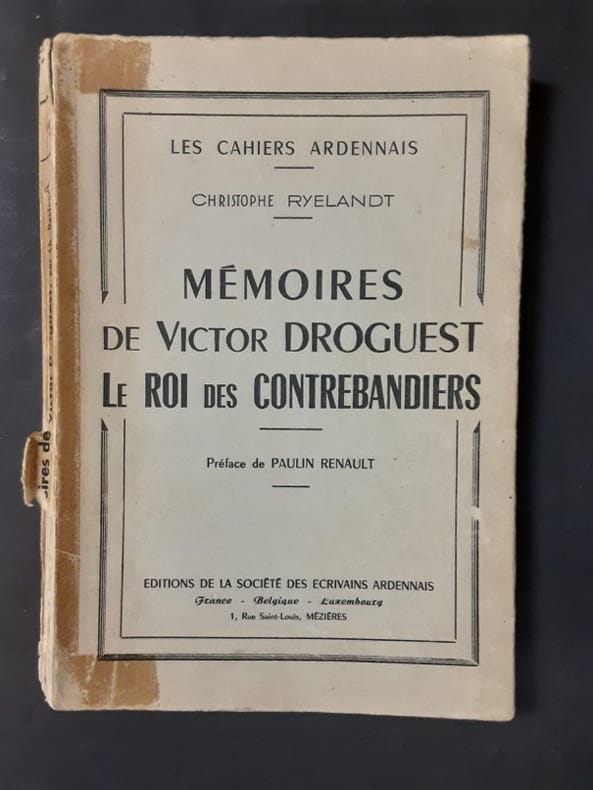 LES CAHIERS ARDENNAIS
CHRISTOPHE RYELANDT
MÉMOIRES
DE VICTOR DROGUEST
LE ROI DES CONTREBANDIERS
Préface de PAULIN RENAULT
EDITIONS DE LA SOCIÉTÉ DES ECRIVAINS ARDENNAIS
France - Belgique - Luxembourg
1, Rue Saint-Louis, MÉZIÈRES